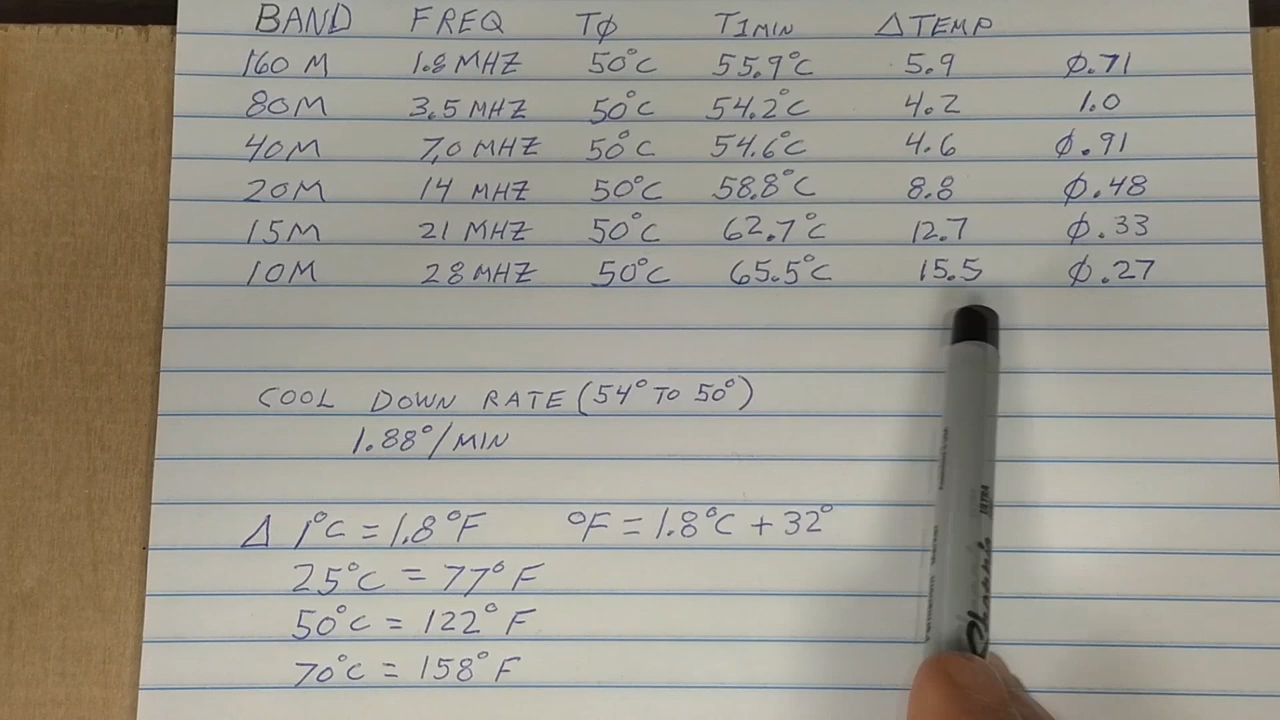 BAND FREQ TØ T1MIN ΔTEMP
160 M 1.8 MHZ 50°C 55.9°C 5.9 Ø.71
80M 3.5 MHZ 50°C 54.2°C 4.2 1.0
40M 7.0 MHZ 50°C 54.6°C 4.6 Ø.91
20M 14 MHZ 50°C 58.8°C 8.8 Ø.48
15M 21 MHZ 50°C 62.7°C 12.7 Ø.33
10M 28 MHZ 50°C 65.5°C 15.5 Ø.27
COOL DOWN RATE (54° TO 50°)
1.88°/MIN
Δ 1°C = 1.8°F °F = 1.8°C + 32°
25°C = 77°F
50°C = 122°F
70°C = 158°F